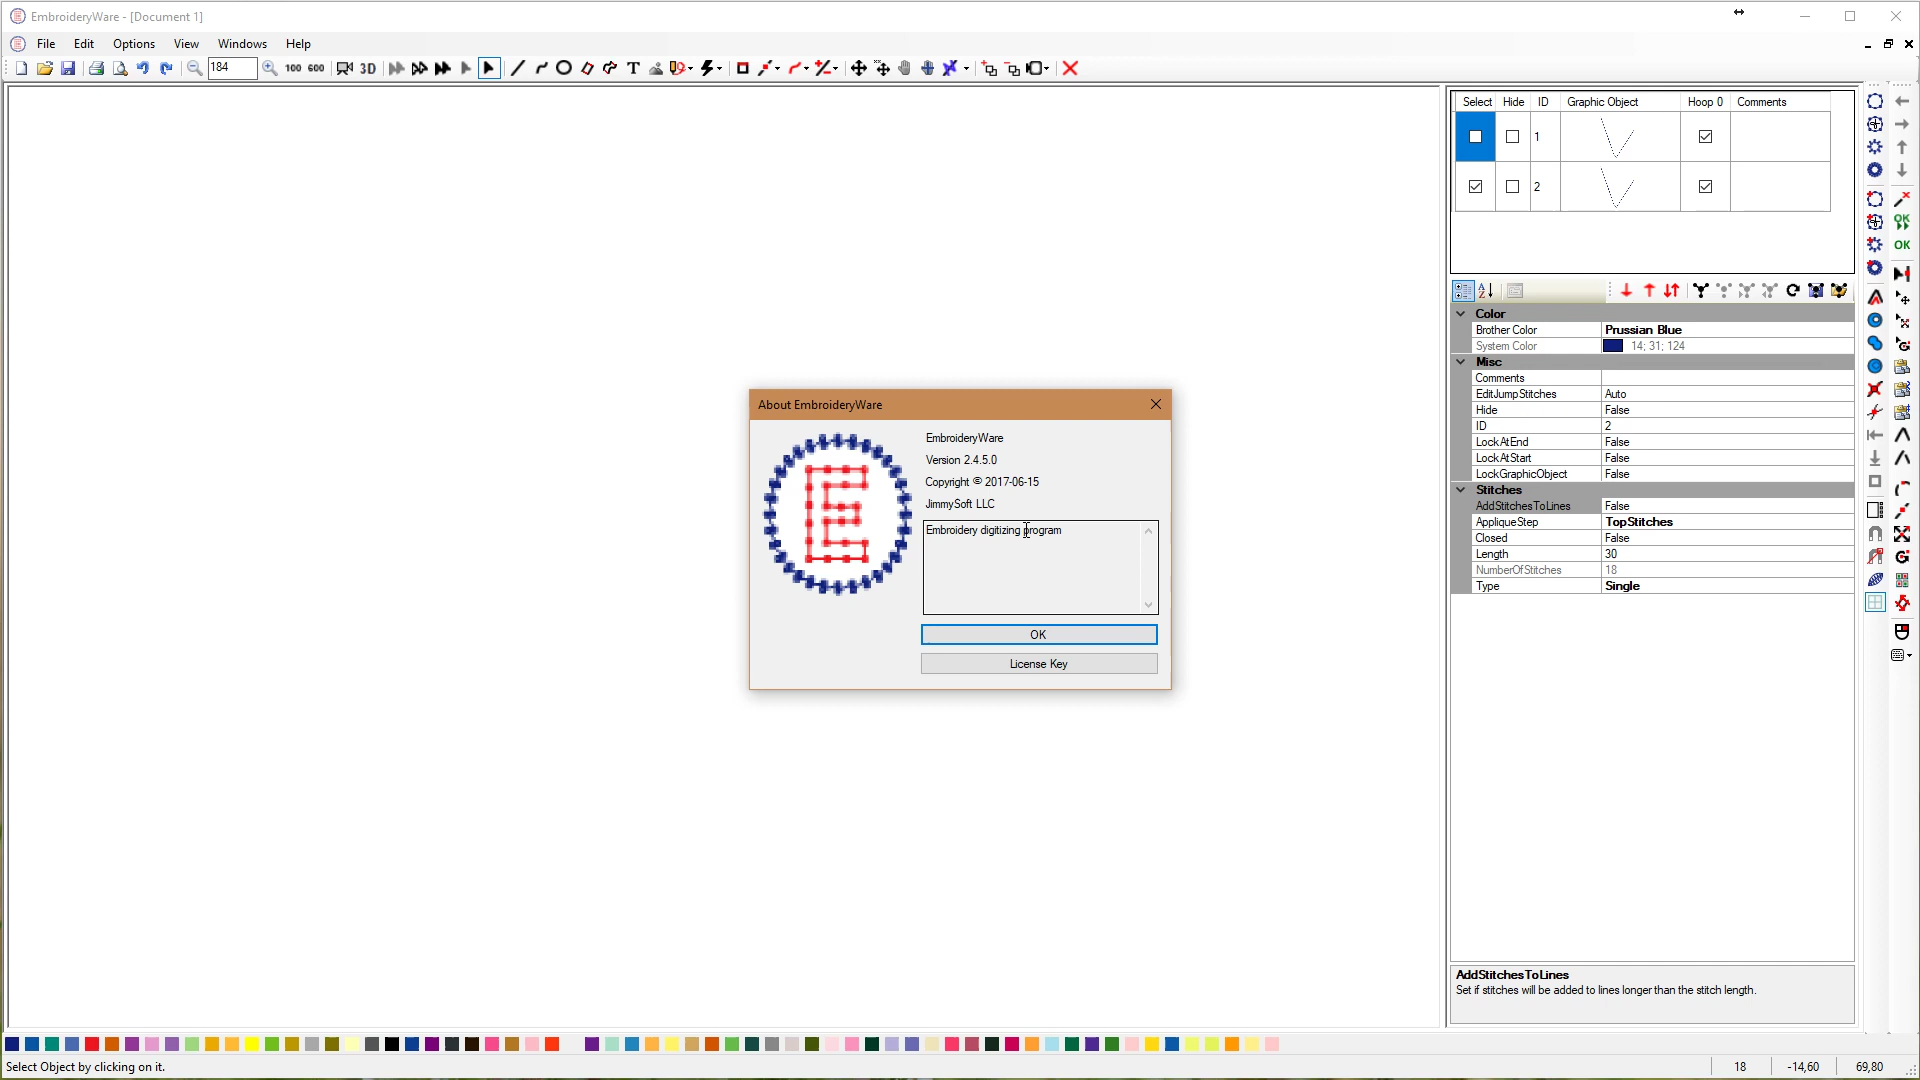 EmbroideryWare - [Document 1]
File Edit Options View Windows Help
184 100 600 3D T
Select Hide ID Graphic Object Hoop 0 Comments
1
2
OK
OK
Color
Brother Color Prussian Blue
System Color 14; 31; 124
Misc
Comments
EditJumpStitches Auto
Hide False
ID 2
LockAtEnd False
LockAtStart False
LockGraphicObject False
Stitches
AddStitchesToLines False
AppliqueStep TopStitches
Closed False
Length 30
NumberOfStitches 18
Type Single
About EmbroideryWare
EmbroideryWare
Version 2.4.5.0
Copyright © 2017-06-15
JimmySoft LLC
Embroidery digitizing program
OK
License Key
AddStitchesToLines
Set if stitches will be added to lines longer than the stitch length.
Select Object by clicking on it. 18 -14,60 69,80